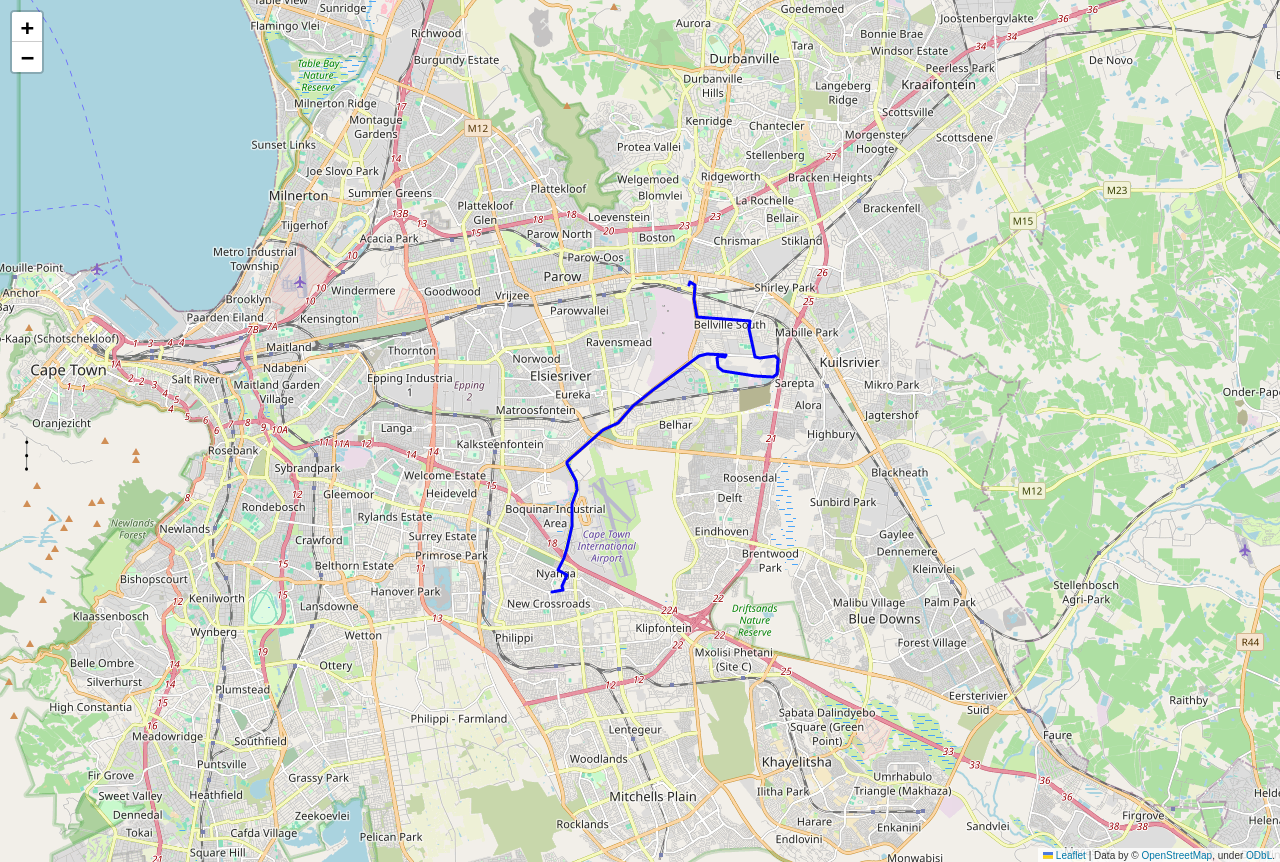 +
−
Table View
Sunridge
Flamingo Vlei
Richwood
Burgundy Estate
Table Bay
Nature
Reserve
Milnerton Ridge
Montague
Gardens
Sunset Links
Joe Slovo Park
Milnerton
Summer Greens
Tijgerhof
Acacia Park
Metro Industrial
Township
Mouille Point
Anchor
Bay
Brooklyn
Windermere
Paarden Eiland
Kensington
o-Kaap (Schotschekloof)
Maitland
Cape Town
Salt River
Ndabeni
Maitland Garden
Village
Oranjezicht
Rosebank
Aurora
Goedemoed
Durbanville
Tara
Bonnie Brae
Windsor Estate
Joostenbergvlakte
Peerless Park
Kraaifontein
De Novo
Durbanville
Hills
Langeberg
Ridge
Kenridge
Chantecler
Scottsville
Morgenster
Hoogte
Scottsdene
Protea Vallei
Stellenberg
Welgemoed
Ridgeworth
Bracken Heights
Blomvlei
Plattekloof
La Rochelle
Brackenfell
Plattekloof
Glen
Loevenstein
Bellair
Parow North
Boston
Chrismar
Stikland
Parow-Oos
Parow
Goodwood
Vrijzee
Shirley Park
Parowvallei
Bellville South
Mabille Park
Ravensmead
Thornton
Norwood
Elsiesriver
Kuilsrivier
Epping Industria
1
Epping
2
Eureka
Sarepta
Mikro Park
Matroosfontein
Alora
Jagtershof
Langa
Belhar
Highbury
Kalksteenfontein
Sybrandpark
Welcome Estate
Heideveld
Roosendal
Blackheath
Gleemoor
Delft
Rondebosch
Boquinar Industrial
Area
Sunbird Park
Newlands
Forest
Newlands
Rylands Estate
Crawford
Surrey Estate
Cape Town
International
Airport
Eindhoven
Gaylee
Dennemere
Primrose Park
Brentwood
Park
Kleinvlei
Belthorn Estate
Bishopscourt
Hanover Park
Stellenbosch
Agri-Park
Kenilworth
Lansdowne
New Crossroads
Malibu Village
Palm Park
Klaassenbosch
Driftsands
Nature
Reserve
Blue Downs
Wynberg
Wetton
Philippi
Klipfontein
Forest Village
Belle Ombre
Ottery
Mxolisi Phetani
(Site C)
Silverhurst
Plumstead
Eersterivier
Suid
Raithby
High Constantia
Philippi - Farmland
Sabata Dalindyebo
Square (Green
Point)
Meadowridge
Southfield
Lentegeur
Faure
Puntsville
Woodlands
Khayelitsha
Fir Grove
Grassy Park
Umrhabulo
Triangle (Makhaza)
Sweet Valley
Heathfield
Mitchells Plain
Ilitha Park
Dennedal
Zeekoevlei
Firgrove
Tokai
Cafda Village
Pelican Park
Rocklands
Harare
Enkanini
Sandvlei
Square Hill
Endlovini
Monwabisi
M12
M23
M15
M12
R44
Leaflet | Data by © OpenStreetMap, under ODbL.